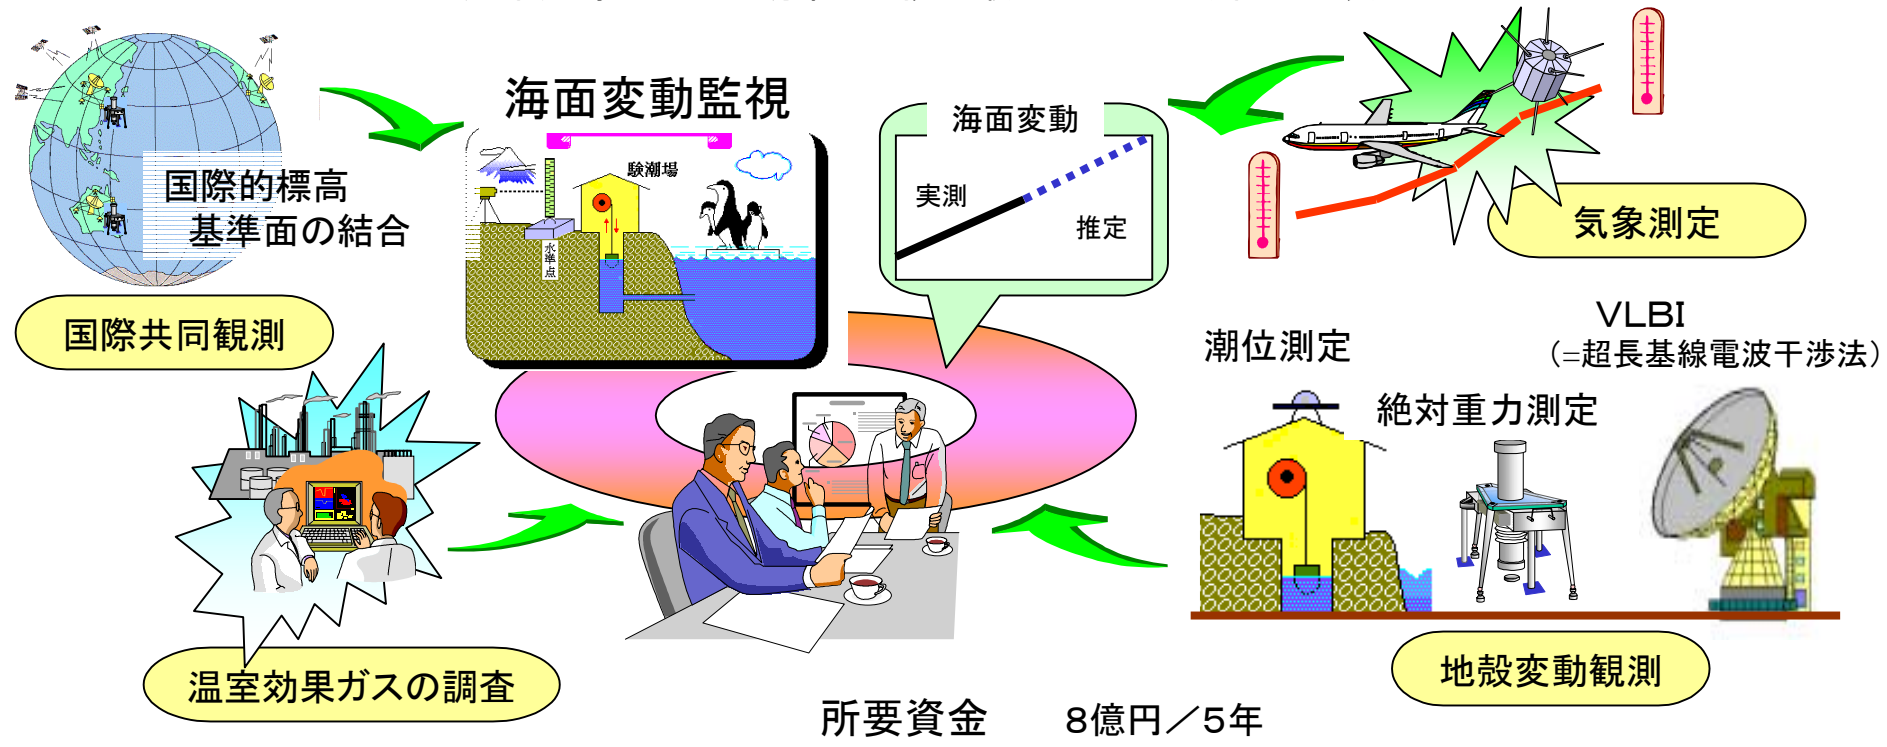 海面変動監視
海面変動
実測
推定
験潮場
水準点
国際的標高
基準面の結合
国際共同観測
気象測定
VLBI
(=超長基線電波干渉法)
潮位測定
絶対重力測定
温室効果ガスの調査
地殻変動観測
所要資金 8億円/5年